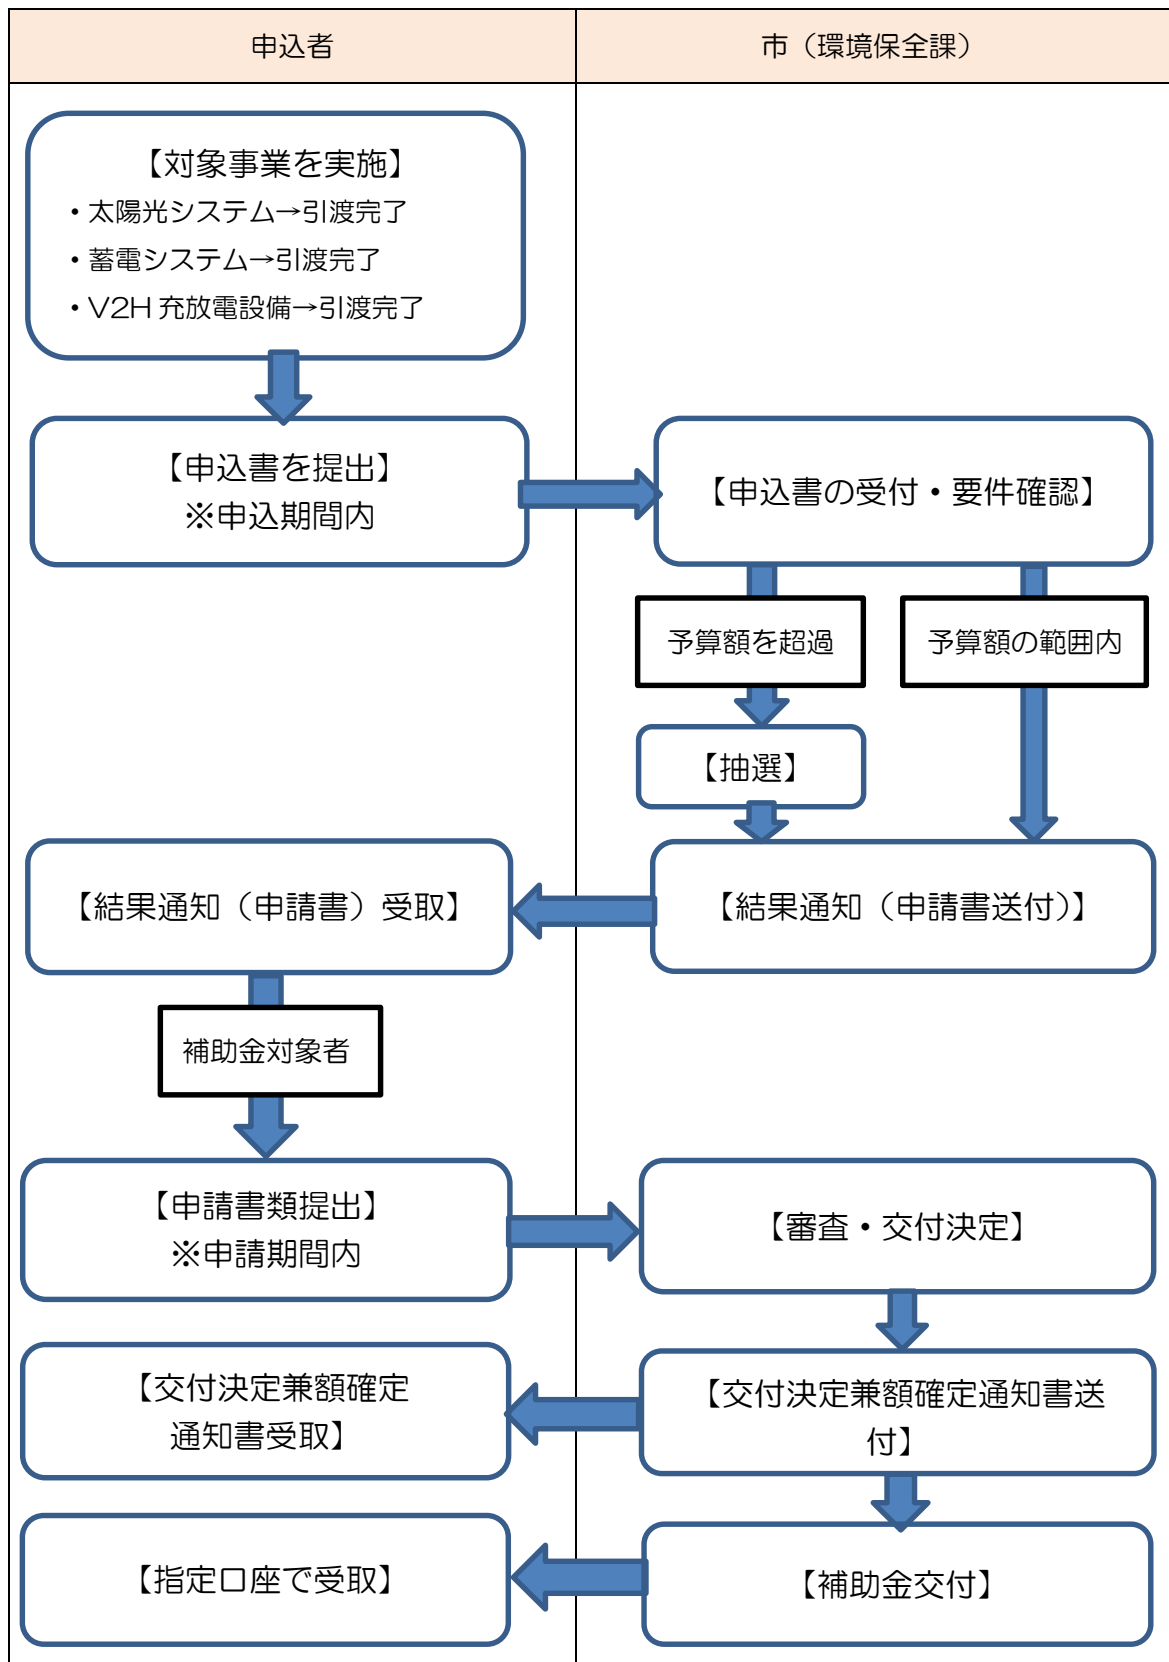 申込者
市（環境保全課）
【対象事業を実施】
・太陽光システム→引渡完了
・蓄電システム→引渡完了
・V2H 充放電設備→引渡完了
【申込書を提出】
※申込期間内
【申込書の受付・要件確認】
予算額を超過
予算額の範囲内
【抽選】
【結果通知（申請書）受取】
【結果通知（申請書送付）】
補助金対象者
【申請書類提出】
※申請期間内
【審査・交付決定】
【交付決定兼額確定
通知書受取】
【交付決定兼額確定通知書送
付】
【指定口座で受取】
【補助金交付】